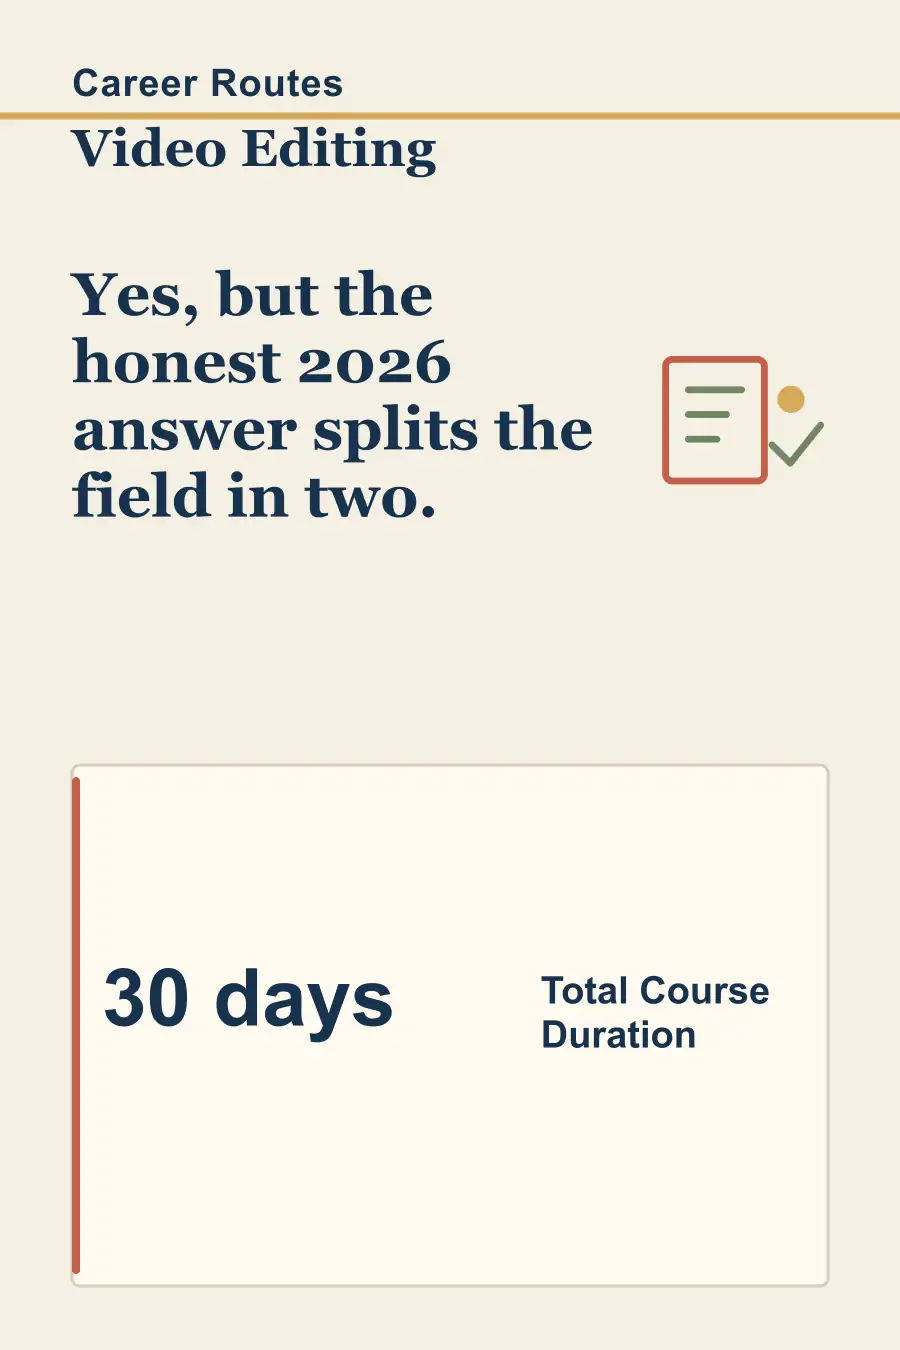 Career Routes
Video Editing
Yes, but the
honest 2026
answer splits the
field in two.
30 days
Total Course
Duration